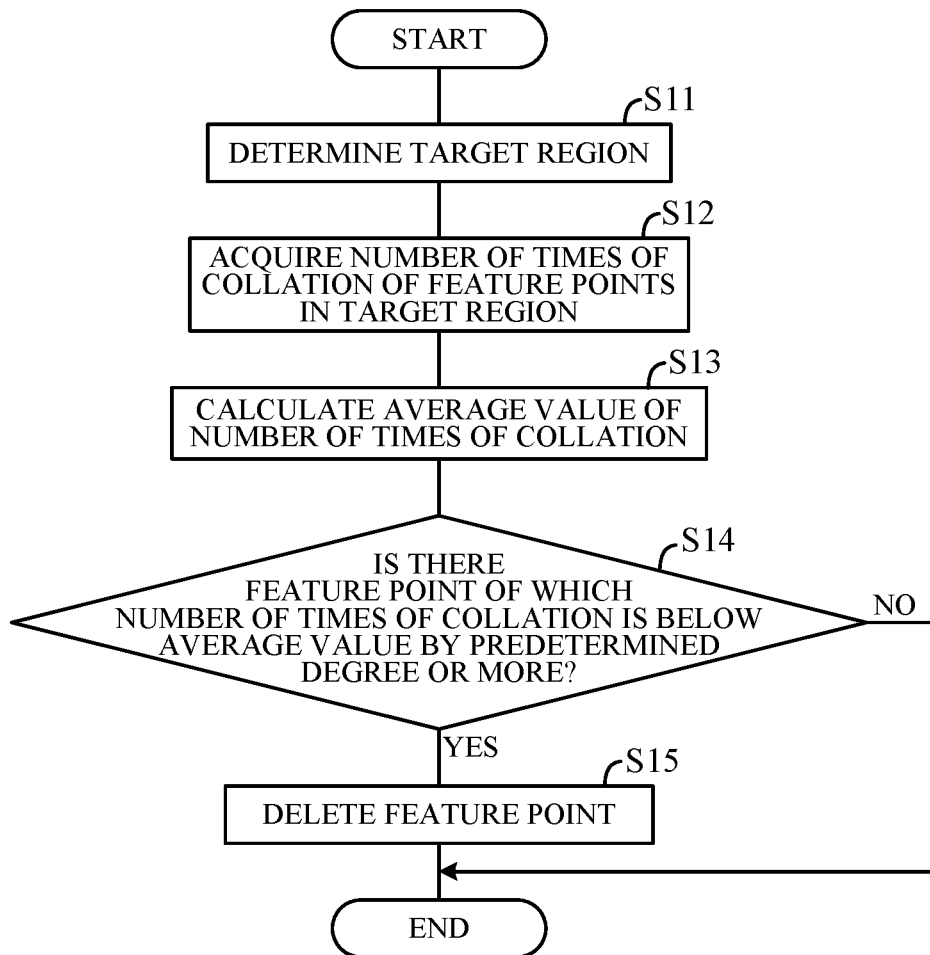 START
S11
DETERMINE TARGET REGION
S12
ACQUIRE NUMBER OF TIMES OF
COLLATION OF FEATURE POINTS
IN TARGET REGION
S13
CALCULATE AVERAGE VALUE OF
NUMBER OF TIMES OF COLLATION
S14
IS THERE
FEATURE POINT OF WHICH
NUMBER OF TIMES OF COLLATION IS BELOW
AVERAGE VALUE BY PREDETERMINED
DEGREE OR MORE?
NO
YES
S15
DELETE FEATURE POINT
END